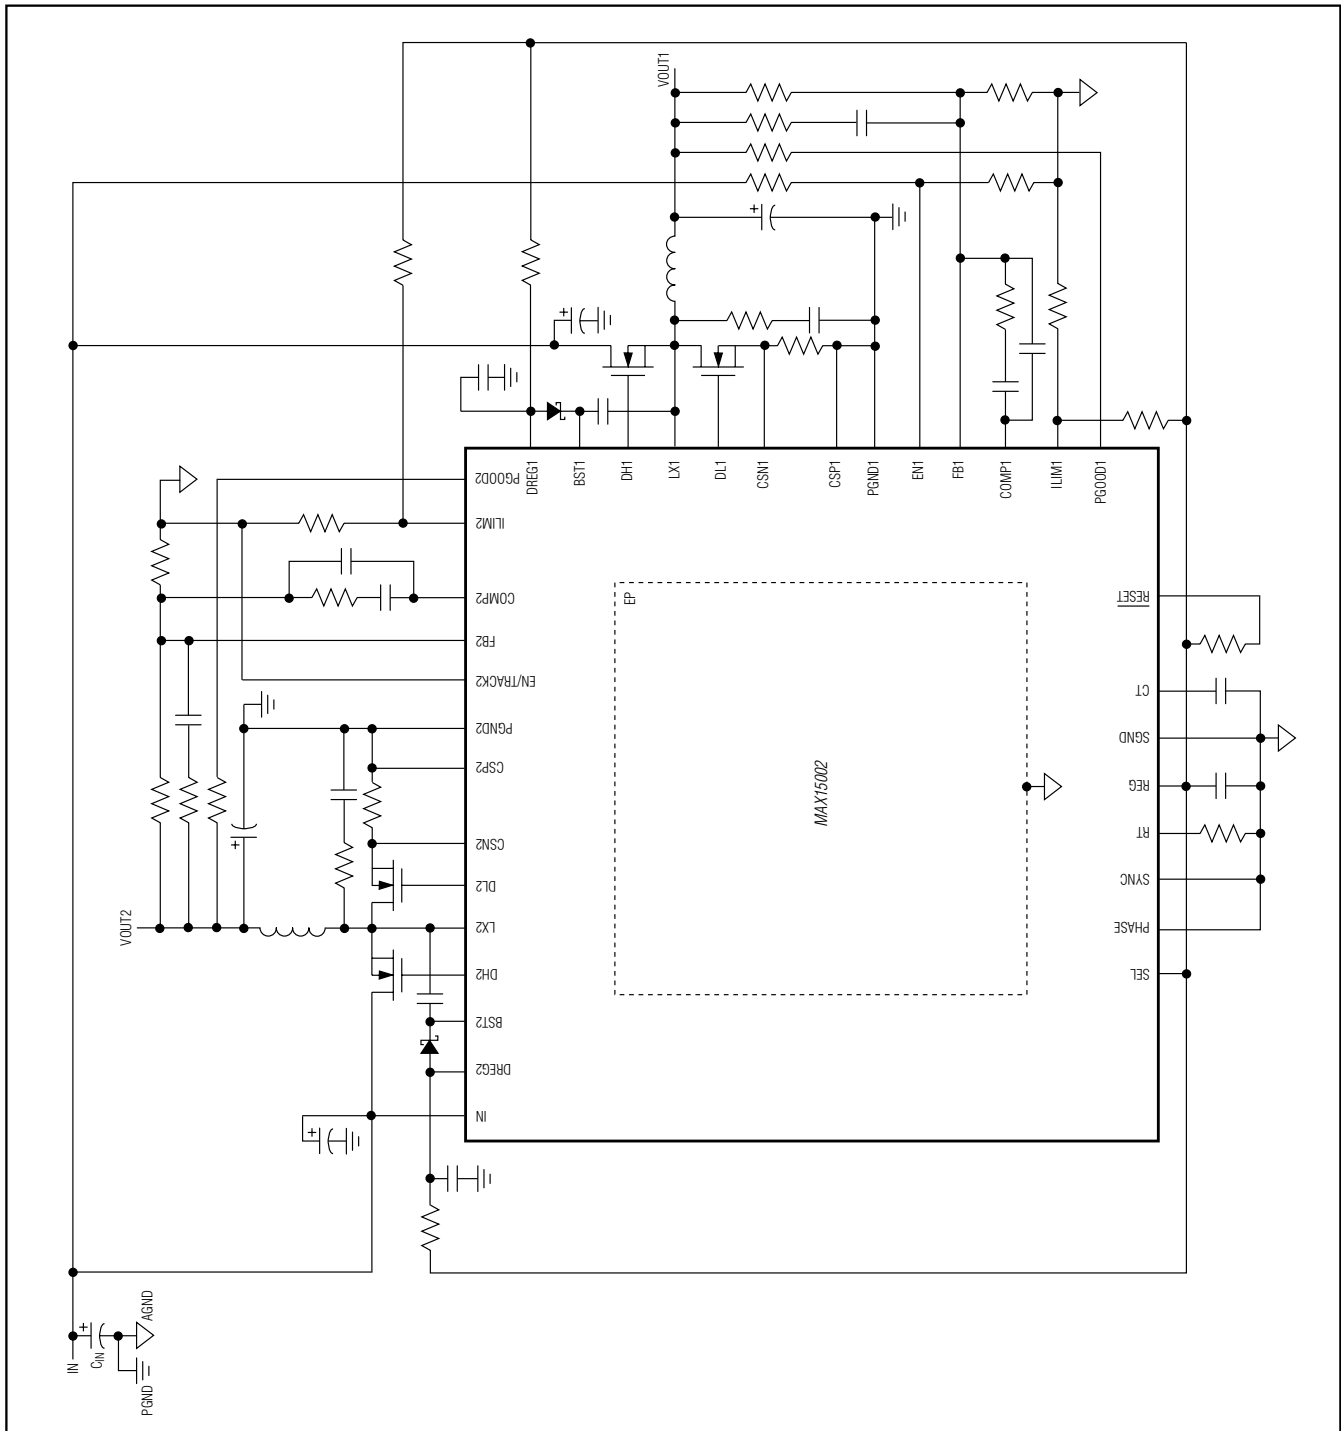 VOUT1
DREG1
BST1
DH1
LX1
DL1
CSN1
CSP1
PGND1
EN1
FB1
COMP1
ILIM1
PGOOD1
PGOOD2
ILIM2
COMP2
FB2
EN/TRACK2
PGND2
CSP2
CSN2
DL2
LX2
DH2
BST2
DREG2
IN
VOUT2
EP
MAX15002
RESET
CT
SGND
REG
RT
SYNC
PHASE
SEL
IN
CIN
AGND
PGND